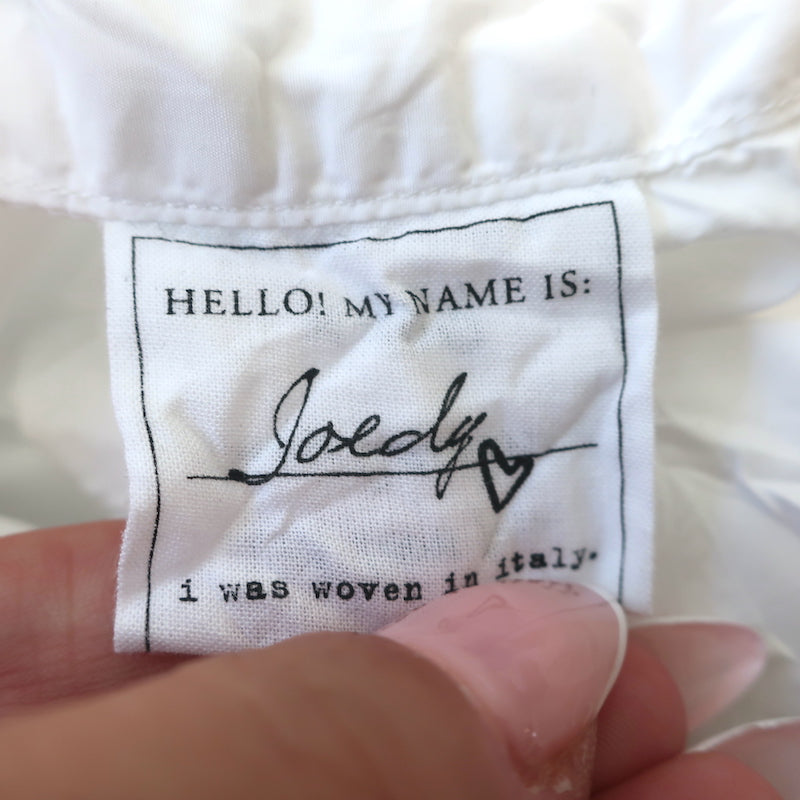 HELLO! MY NAME IS:
Joedy
i was woven in italy.